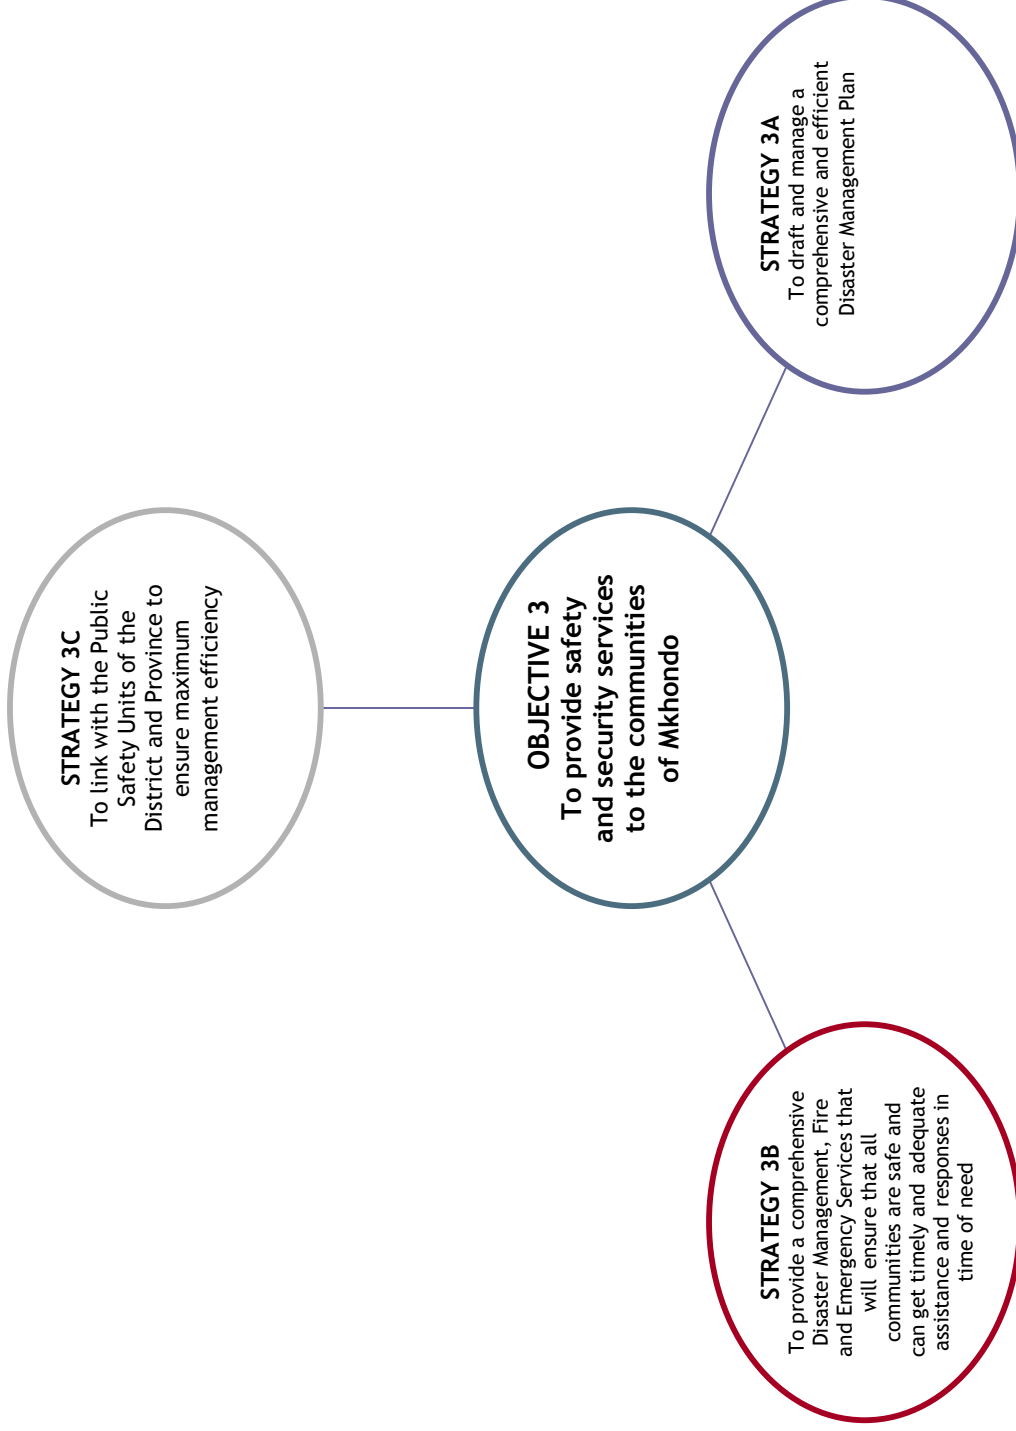 STRATEGY 3C
To link with the Public
Safety Units of the
District and Province to
ensure maximum
management efficiency
OBJECTIVE 3
To provide safety
and security services
to the communities
of Mkhondo
STRATEGY 3B
To provide a comprehensive
Disaster Management, Fire
and Emergency Services that
will ensure that all
communities are safe and
can get timely and adequate
assistance and responses in
time of need
STRATEGY 3A
To draft and manage a
comprehensive and efficient
Disaster Management Plan